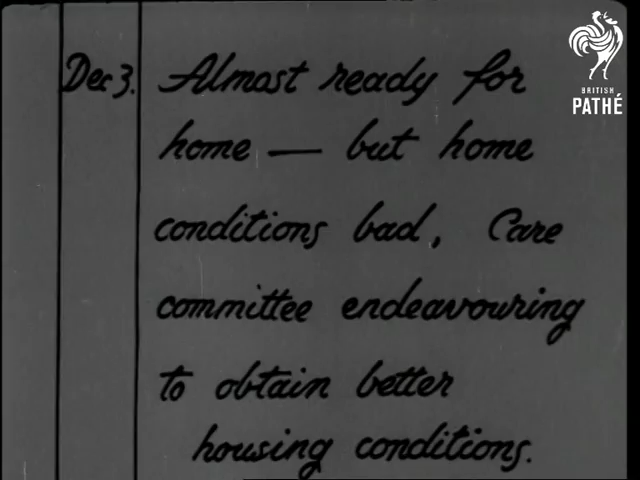 Dec 3. Almost ready for
home — but home
conditions bad, Care
committee endeavouring
to obtain better
housing conditions.
BRITISH
PATHÉ